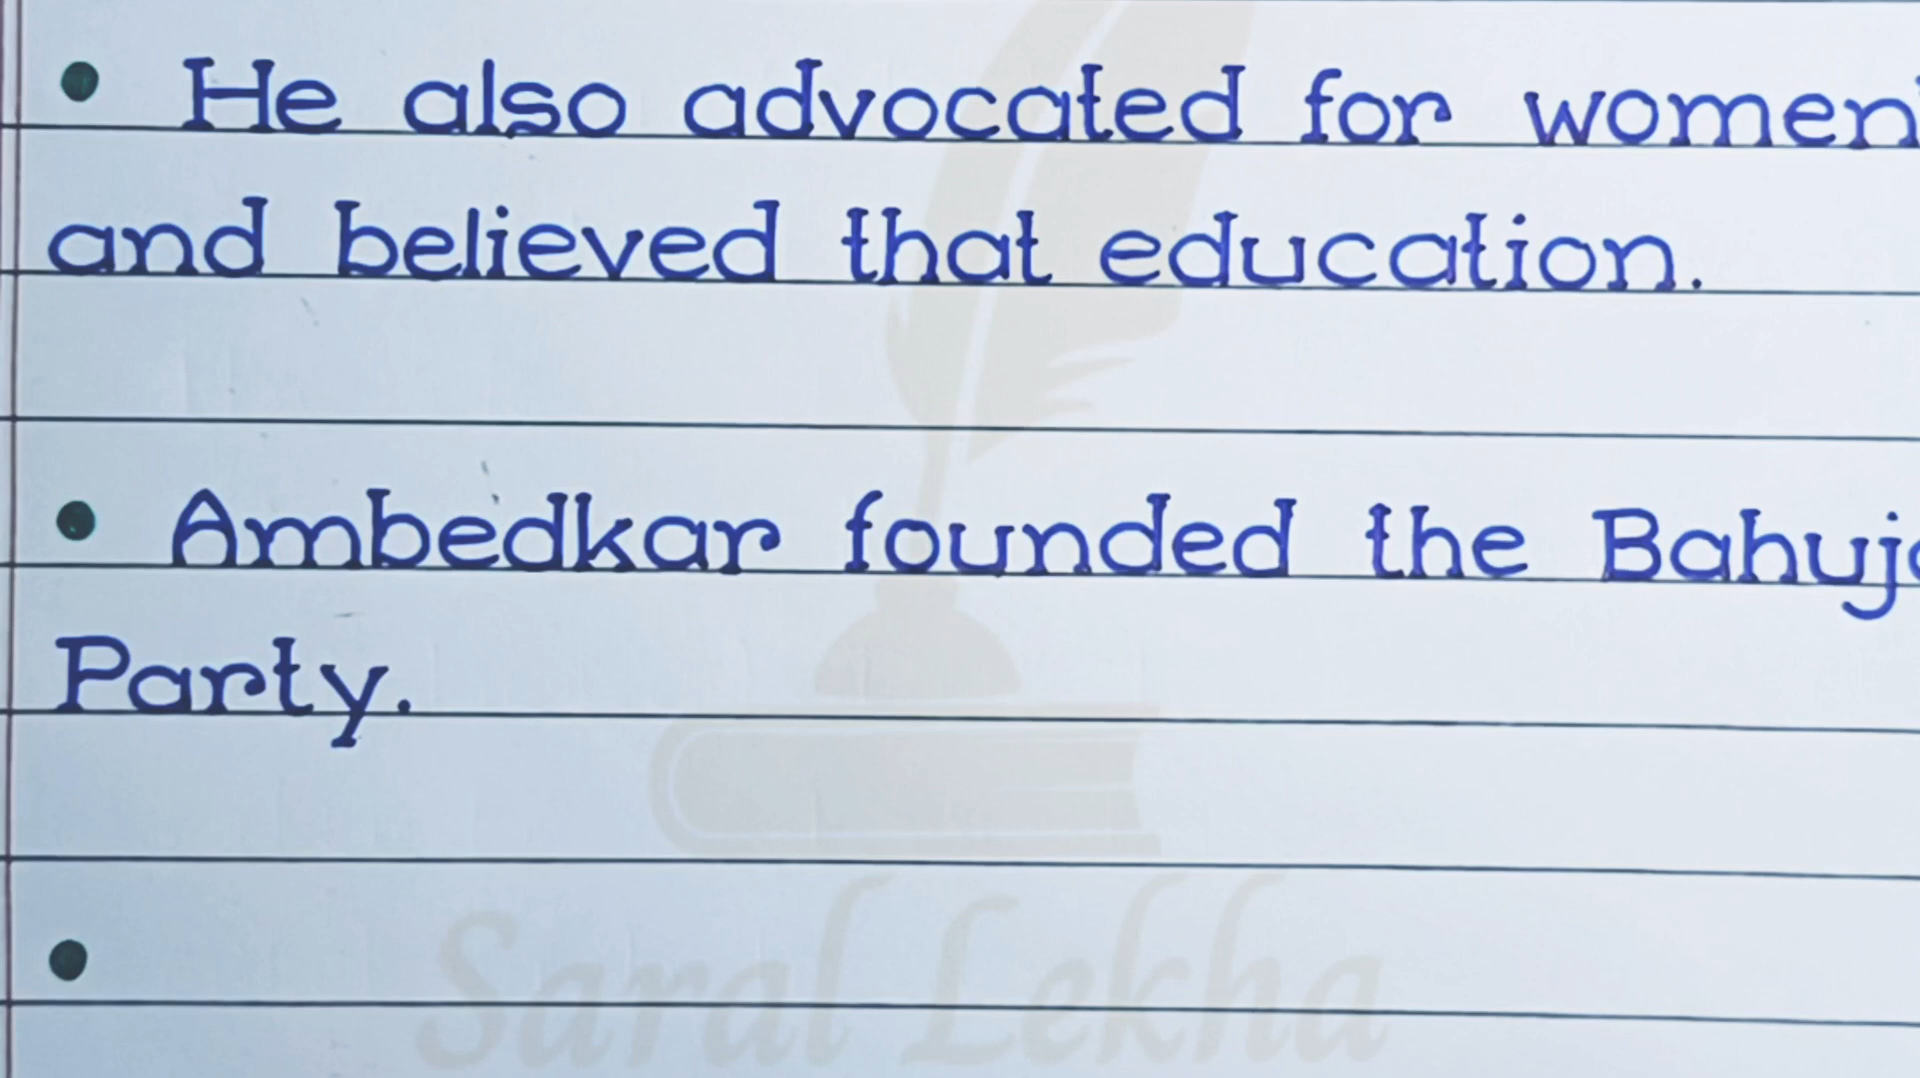 • He also advocated for women'
and believed that education.
• Ambedkar founded the
Party.
•
Saral Lekha